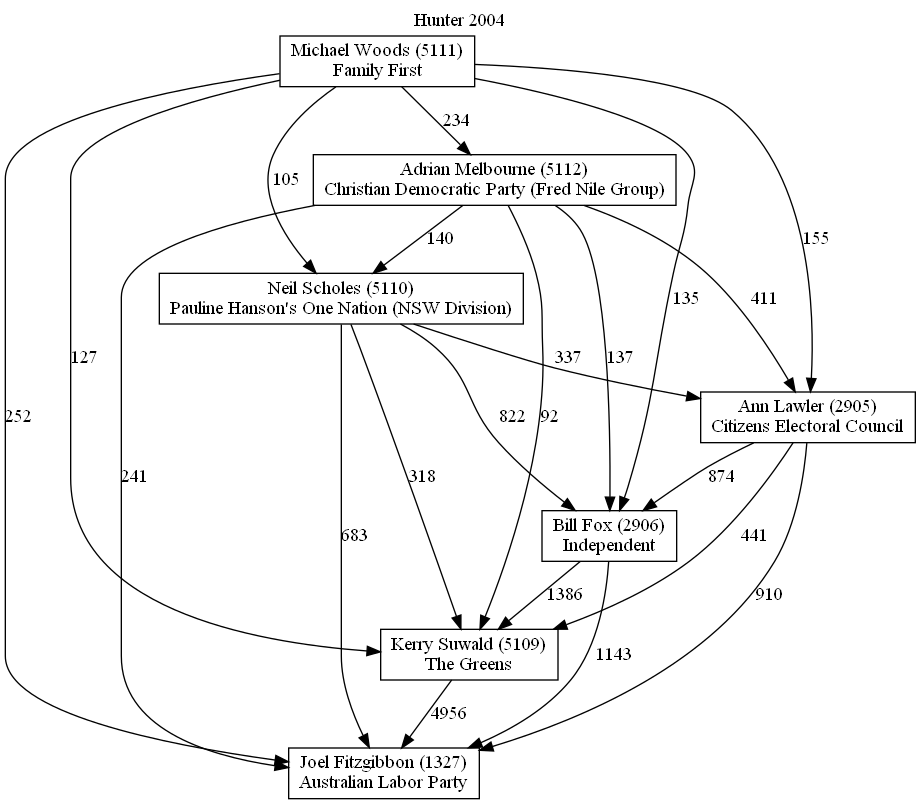 Hunter 2004
Michael Woods (5111)
Family First
234
Adrian Melbourne (5112)
Christian Democratic Party (Fred Nile Group)
105
140
155
Neil Scholes (5110)
Pauline Hanson's One Nation (NSW Division)
135
411
127
337
137
252
822
92
Ann Lawler (2905)
Citizens Electoral Council
241
318
874
683
Bill Fox (2906)
Independent
441
1386
910
Kerry Suwald (5109)
The Greens
1143
4956
Joel Fitzgibbon (1327)
Australian Labor Party